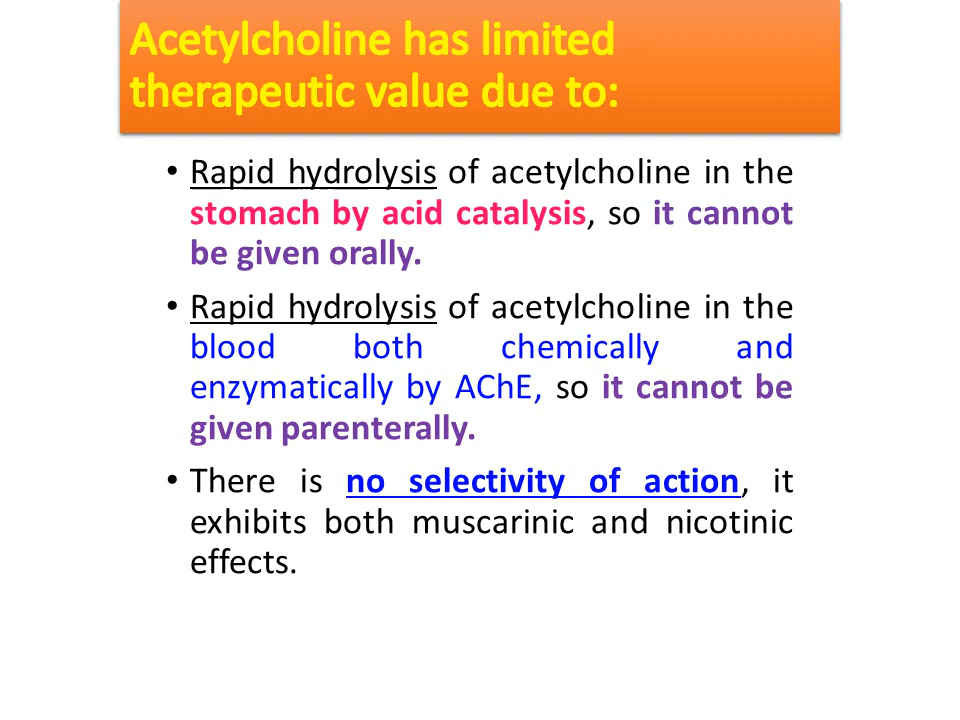 Acetylcholine has limited
therapeutic value due to:
• Rapid hydrolysis of acetylcholine in the
stomach by acid catalysis, so it cannot
be given orally.
• Rapid hydrolysis of acetylcholine in the
blood both chemically and
enzymatically by AChE, so it cannot be
given parenterally.
• There is no selectivity of action, it
exhibits both muscarinic and nicotinic
effects.